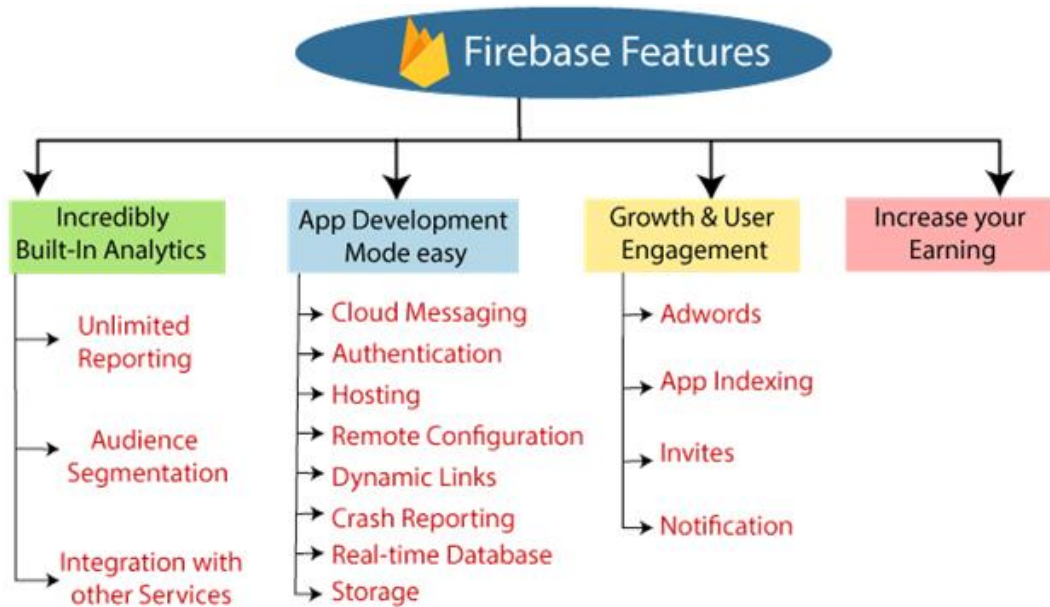 Firebase Features
Incredibly
Built-In Analytics
Unlimited
Reporting
Audience
Segmentation
Integration with
other Services
App Development
Mode easy
Cloud Messaging
Authentication
Hosting
Remote Configuration
Dynamic Links
Crash Reporting
Real-time Database
Storage
Growth & User
Engagement
Adwords
App Indexing
Invites
Notification
Increase your
Earning